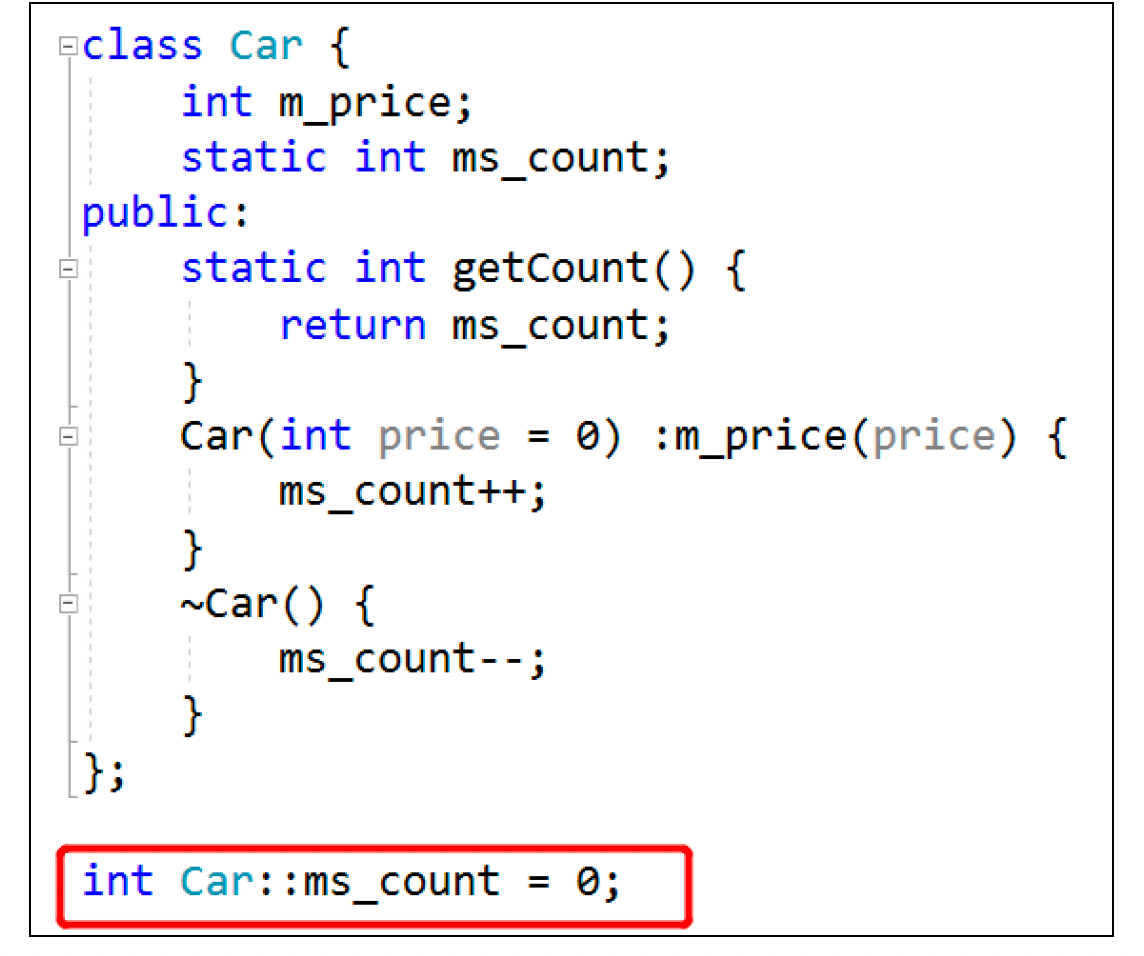 class Car {
    int m_price;
    static int ms_count;
public:
    static int getCount() {
        return ms_count;
    }
    Car(int price = 0) :m_price(price) {
        ms_count++;
    }
    ~Car() {
        ms_count--;
    }
};
int Car::ms_count = 0;